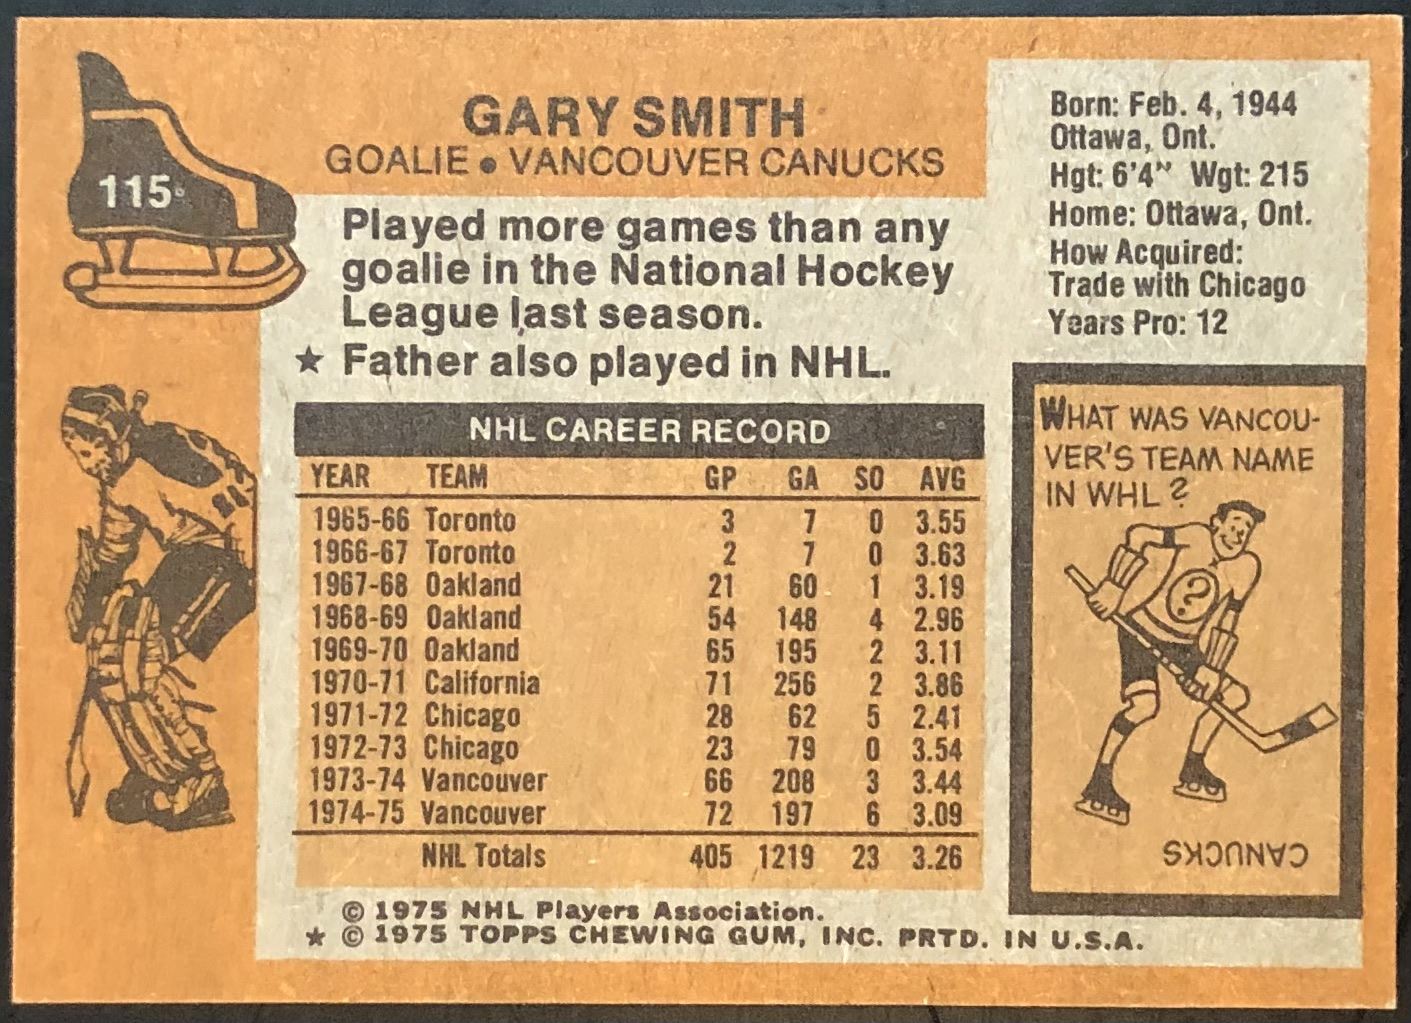 115
GARY SMITH
GOALIE • VANCOUVER CANUCKS
Played more games than any
goalie in the National Hockey
League last season.
★ Father also played in NHL.
Born: Feb. 4, 1944
Ottawa, Ont.
Hgt: 6'4" Wgt: 215
Home: Ottawa, Ont.
How Acquired:
Trade with Chicago
Years Pro: 12
NHL CAREER RECORD
YEAR TEAM GP GA SO AVG
1965-66 Toronto 3 7 0 3.55
1966-67 Toronto 2 7 0 3.63
1967-68 Oakland 21 60 1 3.19
1968-69 Oakland 54 148 4 2.96
1969-70 Oakland 65 195 2 3.11
1970-71 California 71 256 2 3.86
1971-72 Chicago 28 62 5 2.41
1972-73 Chicago 23 79 0 3.54
1973-74 Vancouver 66 208 3 3.44
1974-75 Vancouver 72 197 6 3.09
NHL Totals 405 1219 23 3.26
WHAT WAS VANCOU-
VER'S TEAM NAME
IN WHL?
?
CANUCKS
© 1975 NHL Players Association.
★ © 1975 TOPPS CHEWING GUM, INC. PRTD. IN U.S.A.